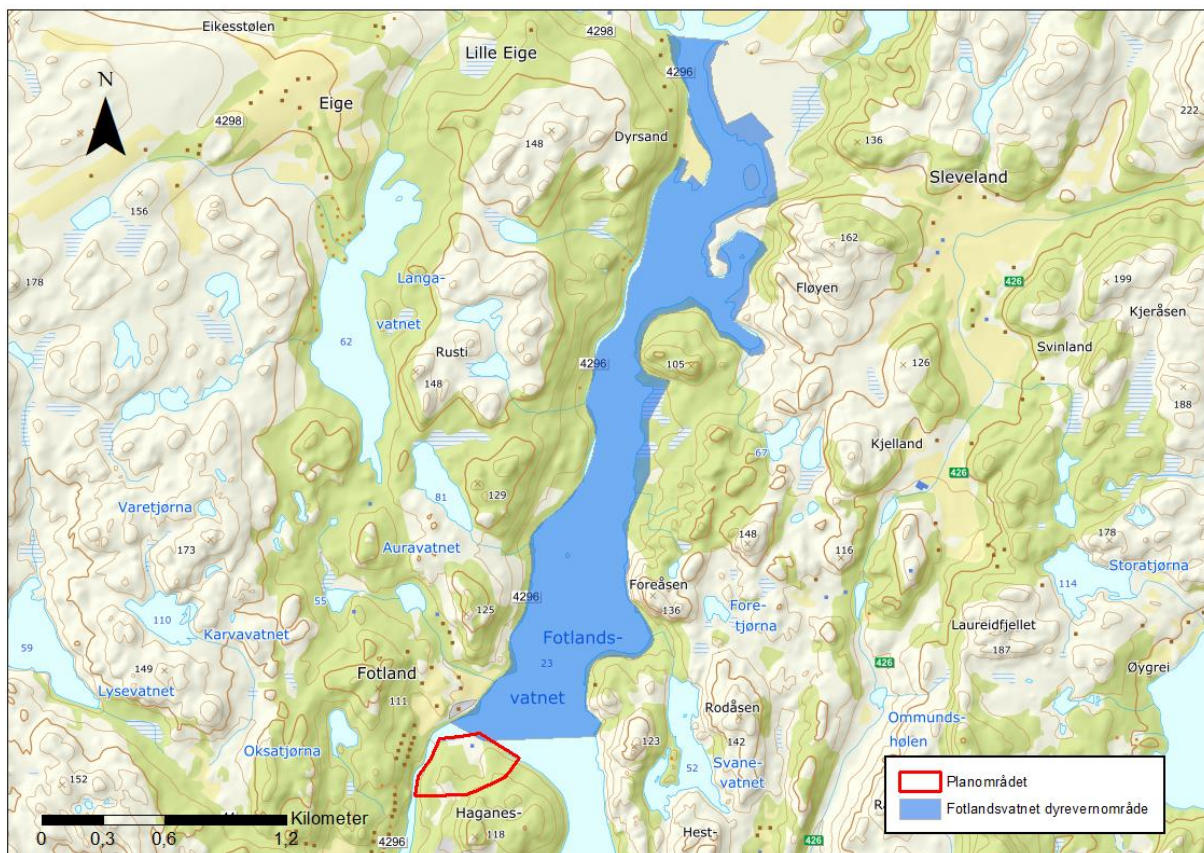 Eikesstølen
4298
4298
Lille Eige
N
4296
222
Eige
4298
148
Dyrsand
136
Sleveland
156
162
178
Langa-
vatnet
Fløyen
426
199
Kjeråsen
62
Rusti
148
4296
105
126
Svinland
188
Kjelland
67
426
81
129
Varetjørna
173
148
178
Auravatnet
116
Storatjørna
55
4296
Foreåsen
114
110
125
136
Fore-
tjørna
Karvavatnet
Fotlands-
Laureidfjellet
59
149
23
187
Fotland
426
Øygrei
Lysevatnet
111
vatnet
Rodåsen
Ommunds-
hølen
Oksatjørna
123
142
Svane-
vatnet
152
52
Planområdet
Fotlandsvatnet dyrevernområde
Haganes-
118
Hest-
Kilometer
0
0,3
0,6
1,2
4296
426